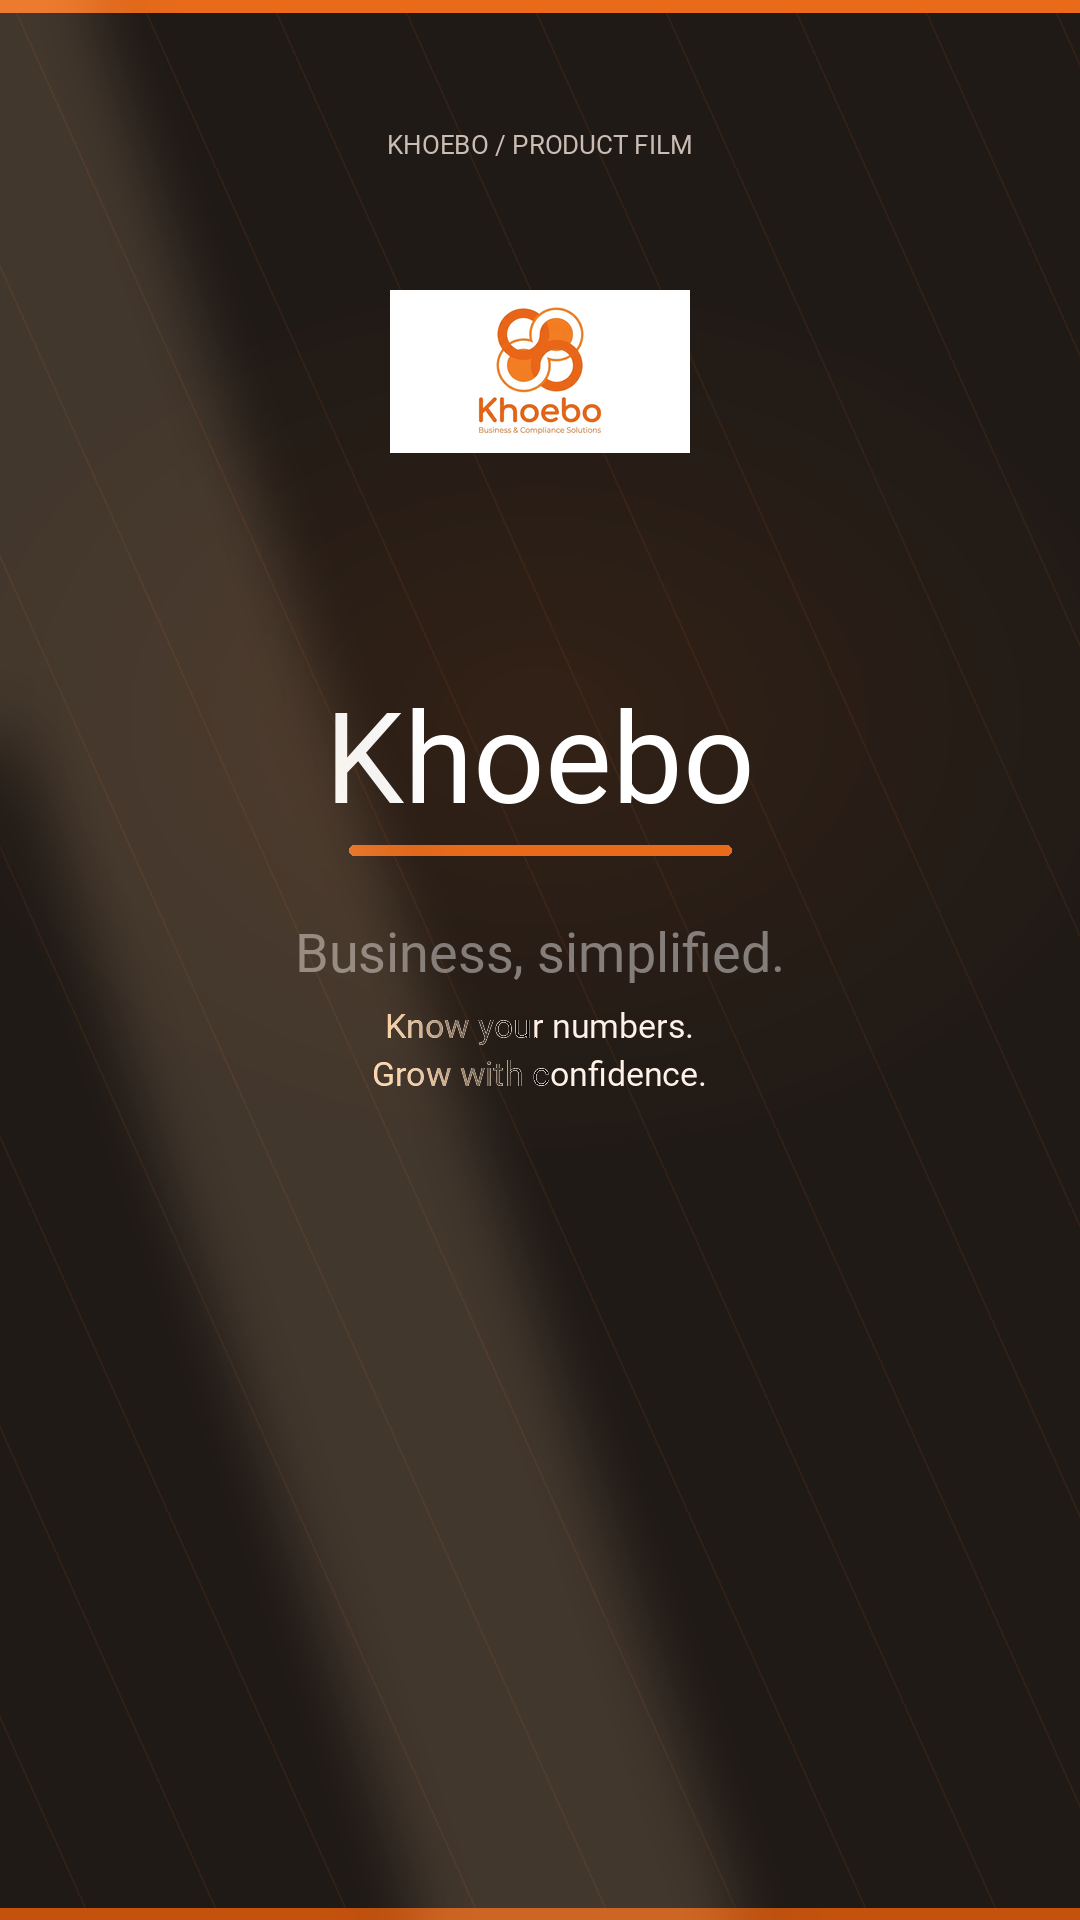 KHOEBO / PRODUCT FILM
Khoebo
Business & Compliance Solutions
Khoebo
Business, simplified.
Know your numbers.
Grow with confidence.